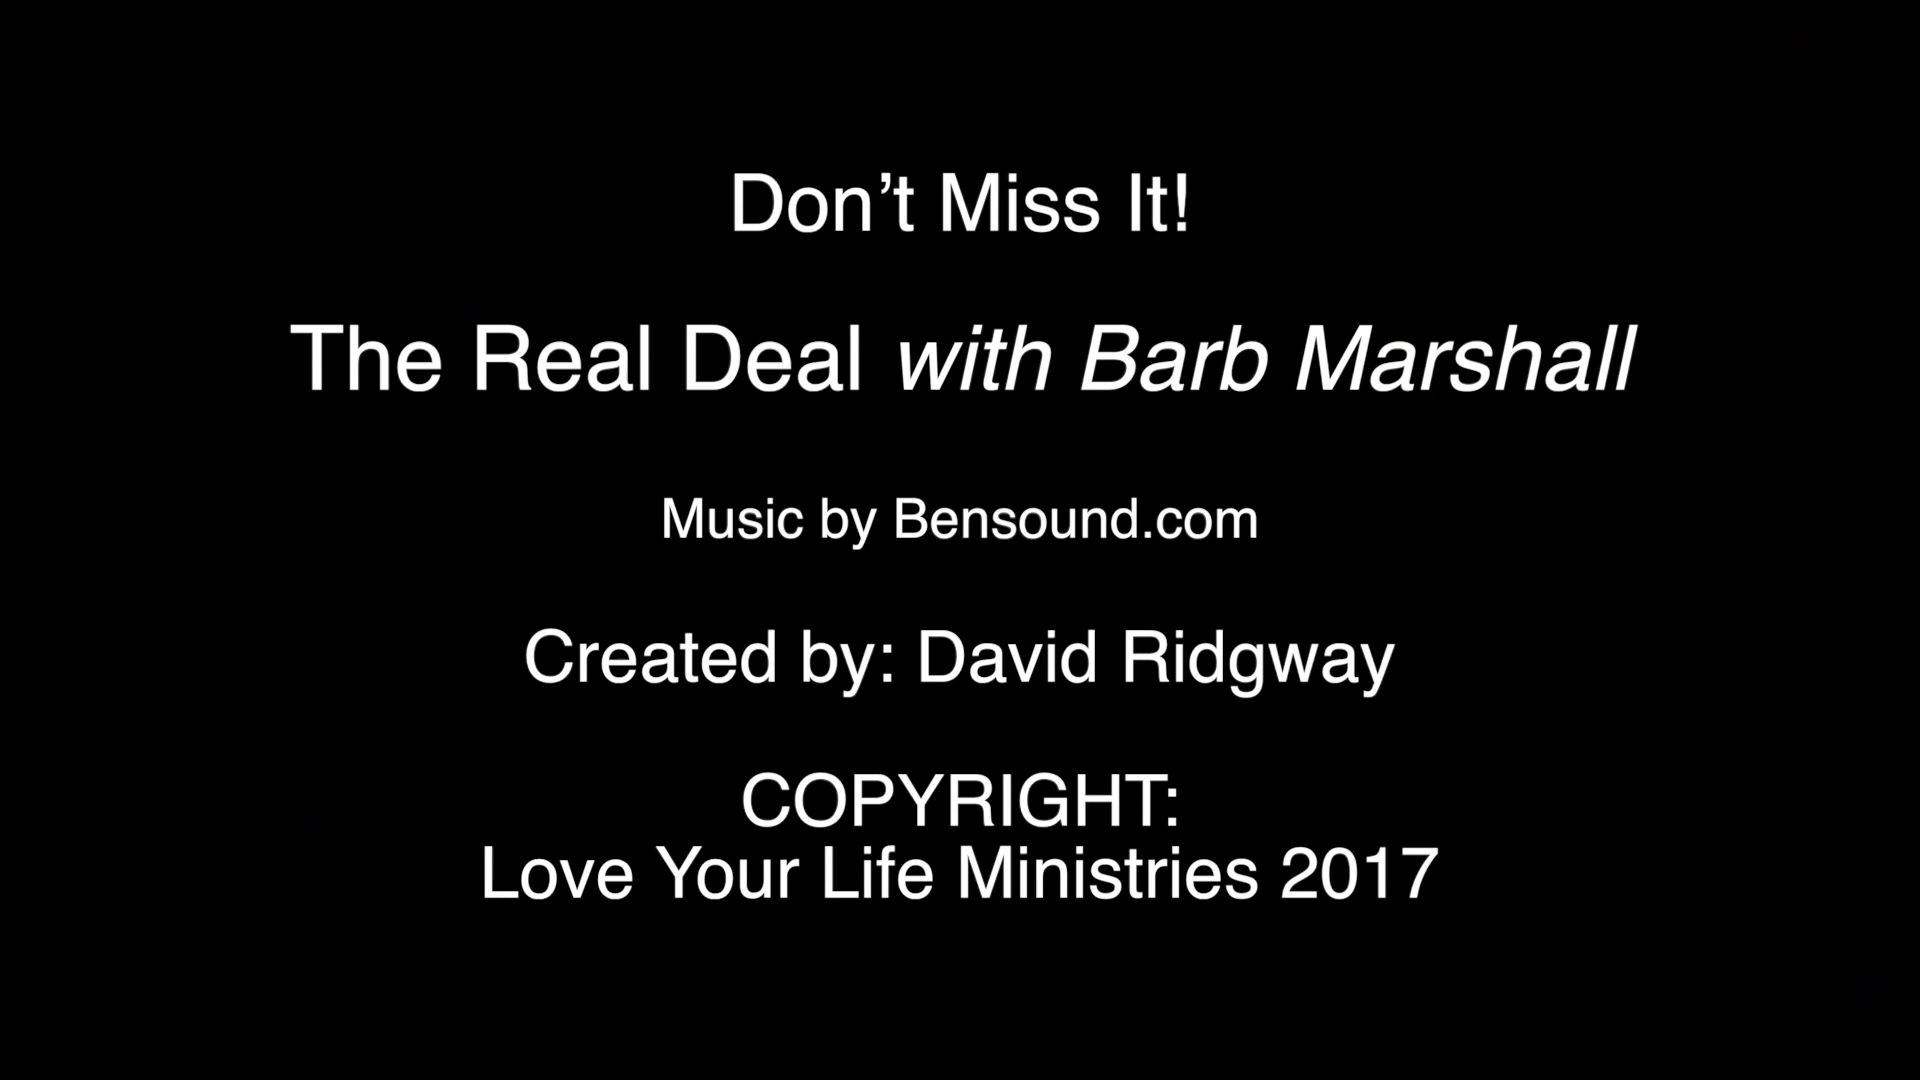 Don’t Miss It!
The Real Deal with Barb Marshall
Music by Bensound.com
Created by: David Ridgway
COPYRIGHT:
Love Your Life Ministries 2017